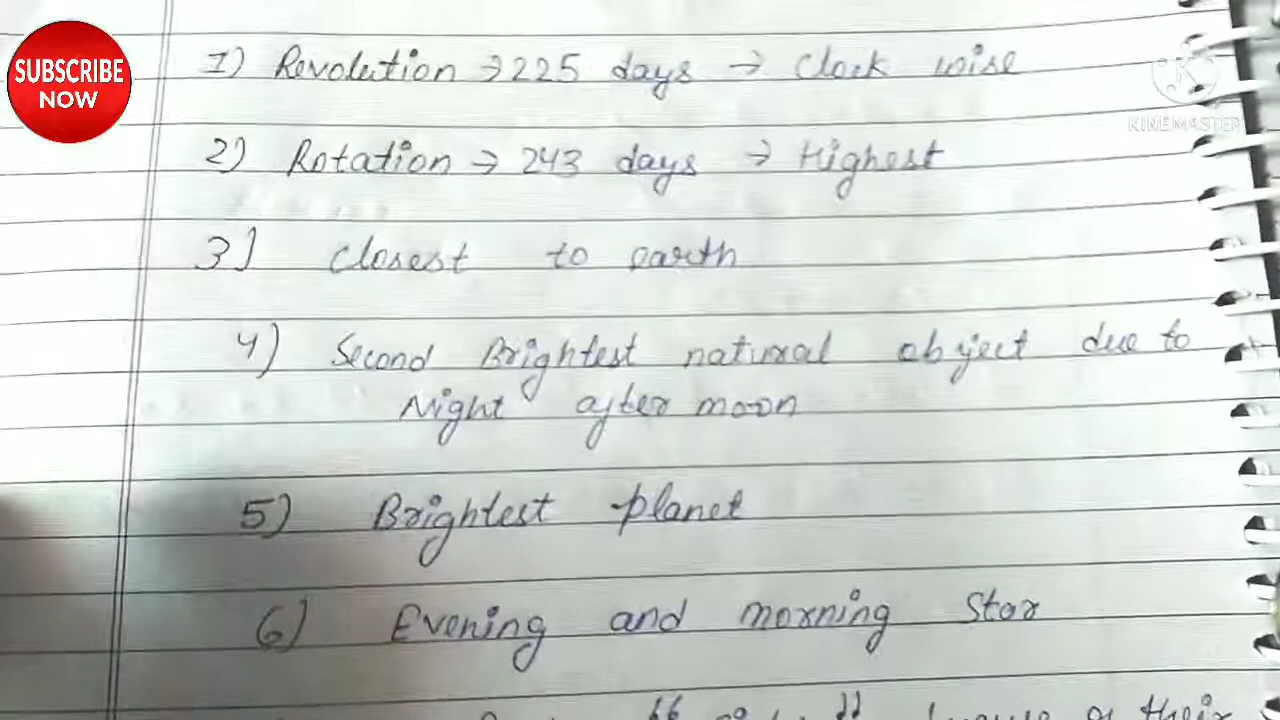 SUBSCRIBE
NOW
1) Revolution → 225 days → Clock wise
KINEMASTER
2) Rotation → 243 days → Highest
3) Closest to earth
4) Second Brightest natural object due to
Night after moon
5) Brightest planet
6) Evening and morning Star